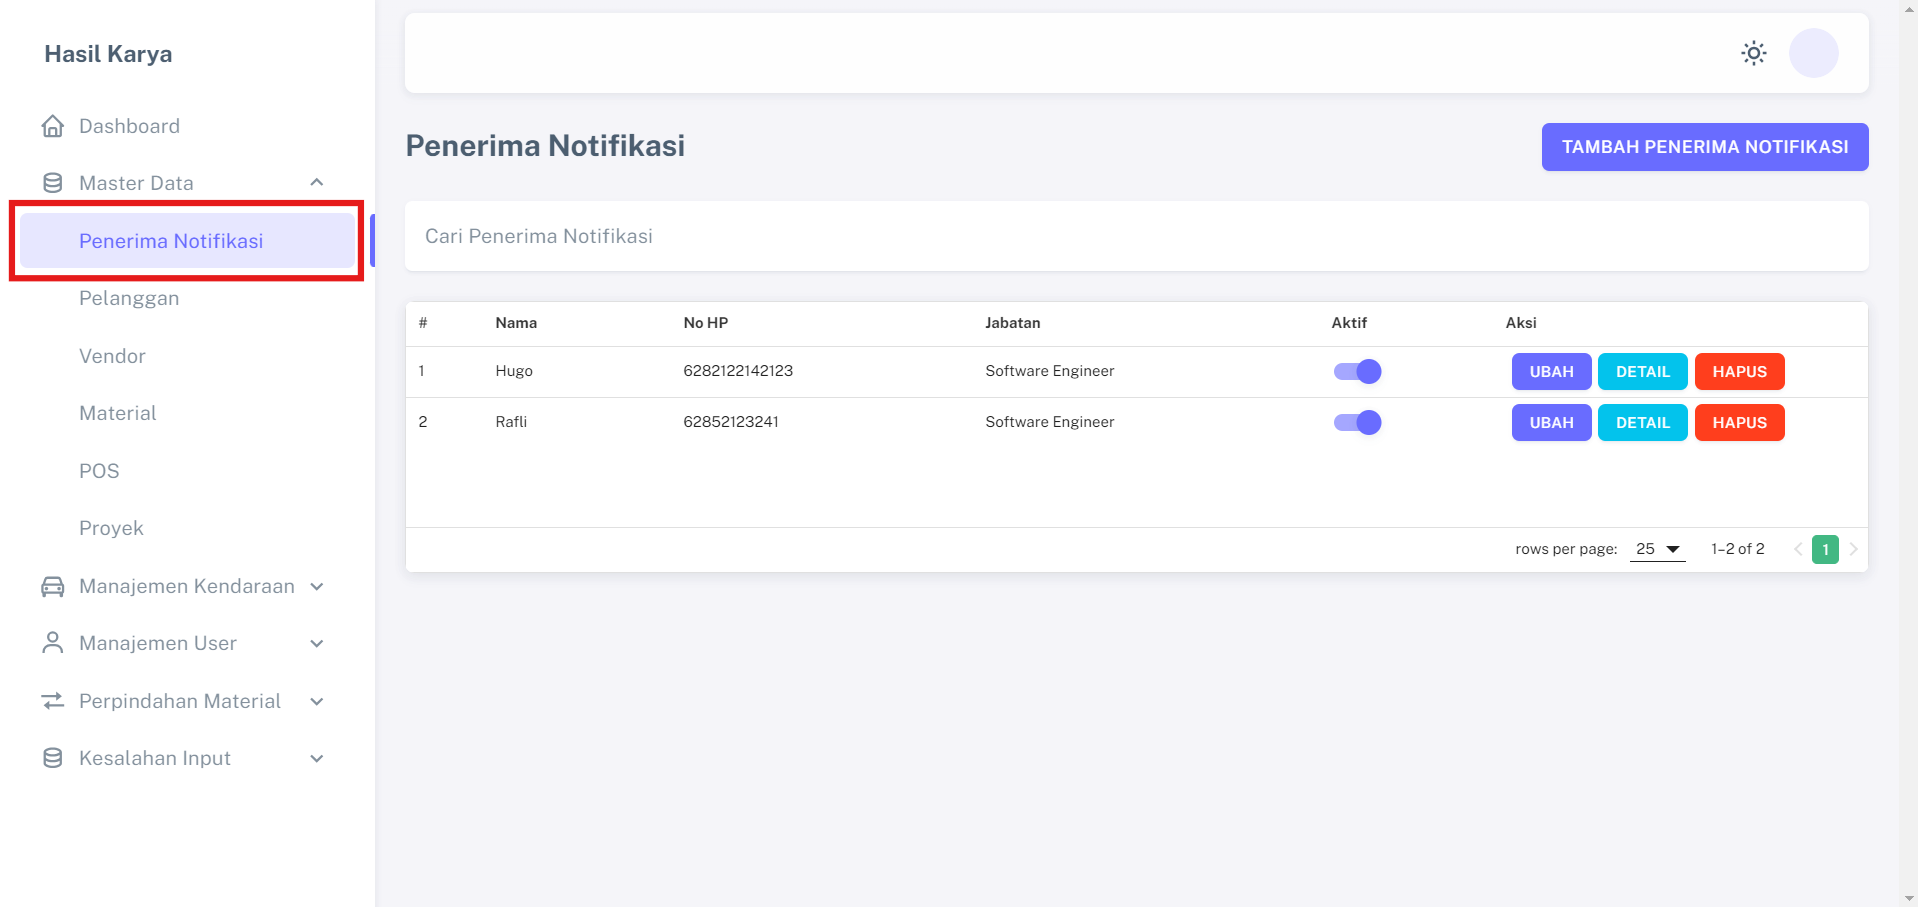 Hasil Karya
Dashboard
Master Data
Penerima Notifikasi
Pelanggan
Vendor
Material
POS
Proyek
Manajemen Kendaraan
Manajemen User
Perpindahan Material
Kesalahan Input
Penerima Notifikasi
TAMBAH PENERIMA NOTIFIKASI
Cari Penerima Notifikasi
# Nama No HP Jabatan Aktif Aksi
1 Hugo 6282122142123 Software Engineer UBAH DETAIL HAPUS
2 Rafli 62852123241 Software Engineer UBAH DETAIL HAPUS
rows per page: 25 1–2 of 2 1